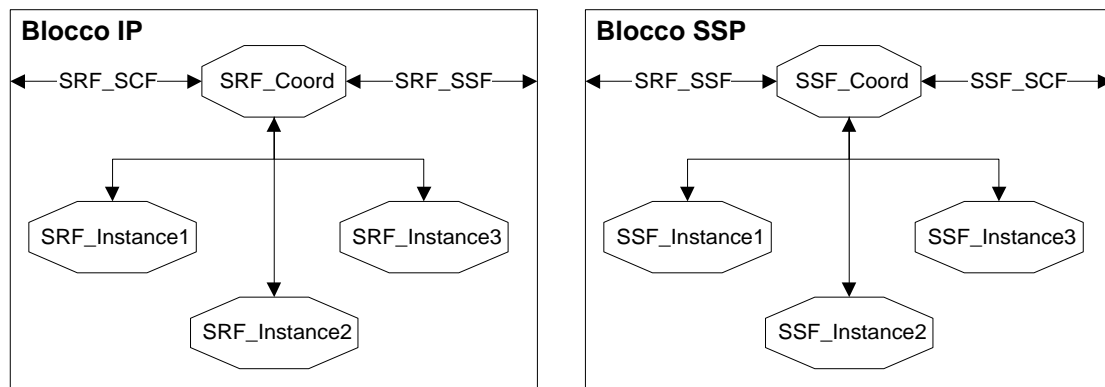 Blocco IP
SRF_SCF
SRF_Coord
SRF_SSF
SRF_Instance1
SRF_Instance3
SRF_Instance2
Blocco SSP
SRF_SSF
SSF_Coord
SSF_SCF
SSF_Instance1
SSF_Instance3
SSF_Instance2